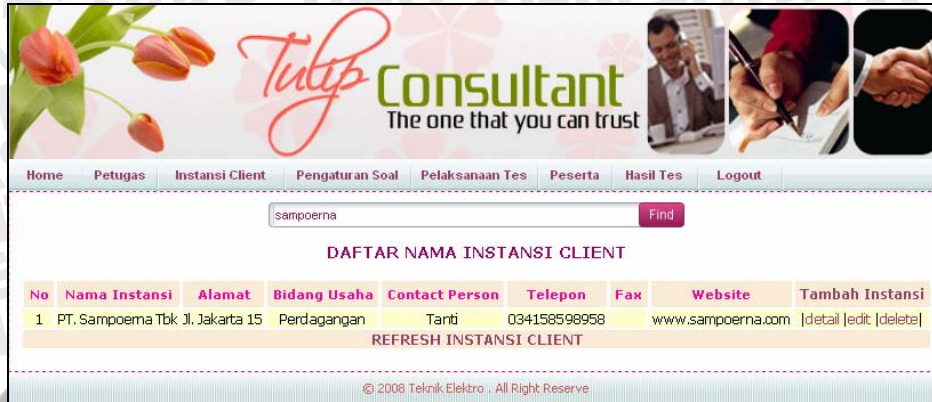 Tulip Consultant
The one that you can trust
Home Petugas Instansi Client Pengaturan Soal Pelaksanaan Tes Peserta Hasil Tes Logout
sampoerna Find
DAFTAR NAMA INSTANSI CLIENT
No Nama Instansi Alamat Bidang Usaha Contact Person Telepon Fax Website Tambah Instansi
1 PT. Sampoerna Tbk Jl. Jakarta 15 Perdagangan Tanti 034158598958 www.sampoerna.com |detail |edit |delete|
REFRESH INSTANSI CLIENT
© 2008 Teknik Elektro . All Right Reserve